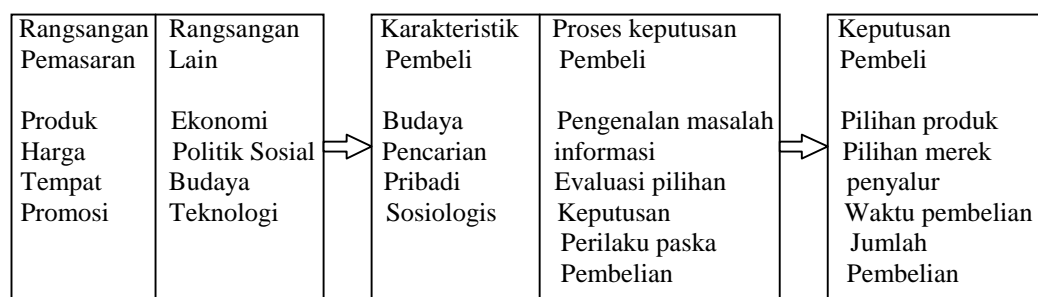 Rangsangan
Pemasaran
Produk
Harga
Tempat
Promosi
Rangsangan
Lain
Ekonomi
Politik Sosial
Budaya
Teknologi
Karakteristik
Pembeli
Budaya
Pencarian
Pribadi
Sosiologis
Proses keputusan
Pembeli
Pengenalan masalah
informasi
Evaluasi pilihan
Keputusan
Perilaku paska
Pembelian
Keputusan
Pembeli
Pilihan produk
Pilihan merek
penyalur
Waktu pembelian
Jumlah
Pembelian